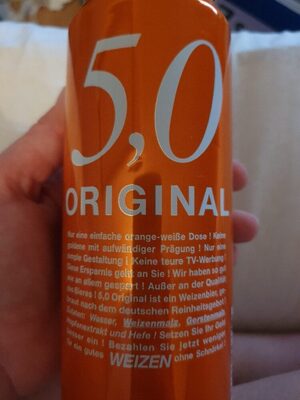 5,0
ORIGINAL
Nur eine einfache orange-weiße Dose ! Keine
goldene mit aufwändiger Prägung ! Nur eine
simple Gestaltung ! Keine teure TV-Werbung !
Diese Ersparnis geht an Sie ! Wir haben so gut
wie an allem gespart ! Außer an der Qualität
des Bieres ! 5,0 Original ist ein Weizenbier, ge-
braut nach dem deutschen Reinheitsgebot !
Zutaten: Wasser, Weizenmalz, Gerstenmalz,
Hopfenextrakt und Hefe ! Setzen Sie Ihr Geld
besser ein ! Bezahlen Sie jetzt weniger
für ein gutes WEIZEN ohne Schnörkel !